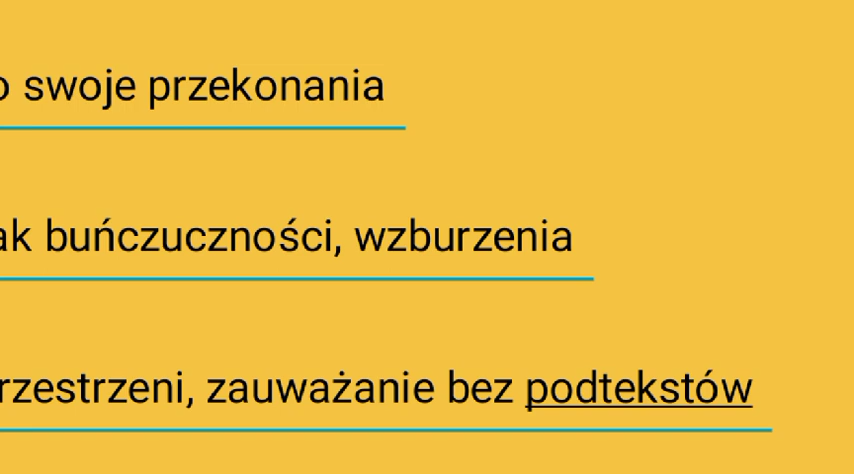 o swoje przekonania
ak buńczuczności, wzburzenia
rzestrzeni, zauważanie bez podtekstów